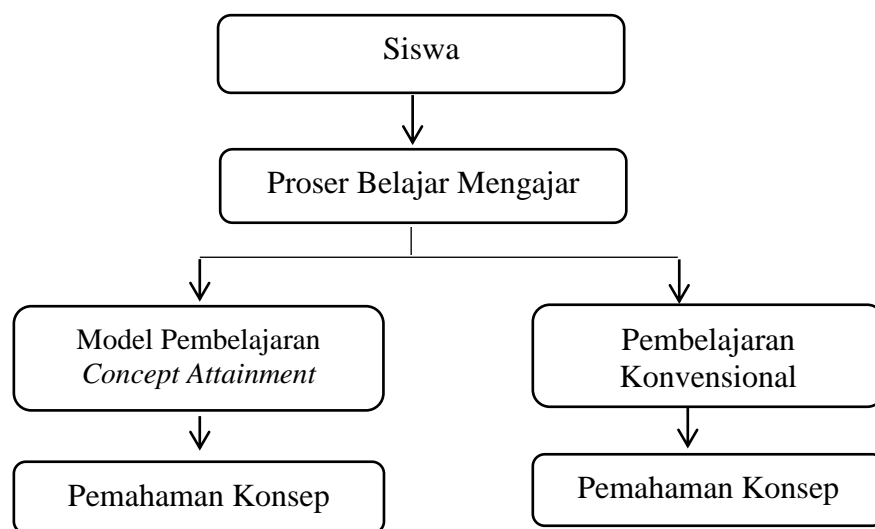 Siswa
Proser Belajar Mengajar
Model Pembelajaran
Concept Attainment
Pembelajaran
Konvensional
Pemahaman Konsep
Pemahaman Konsep